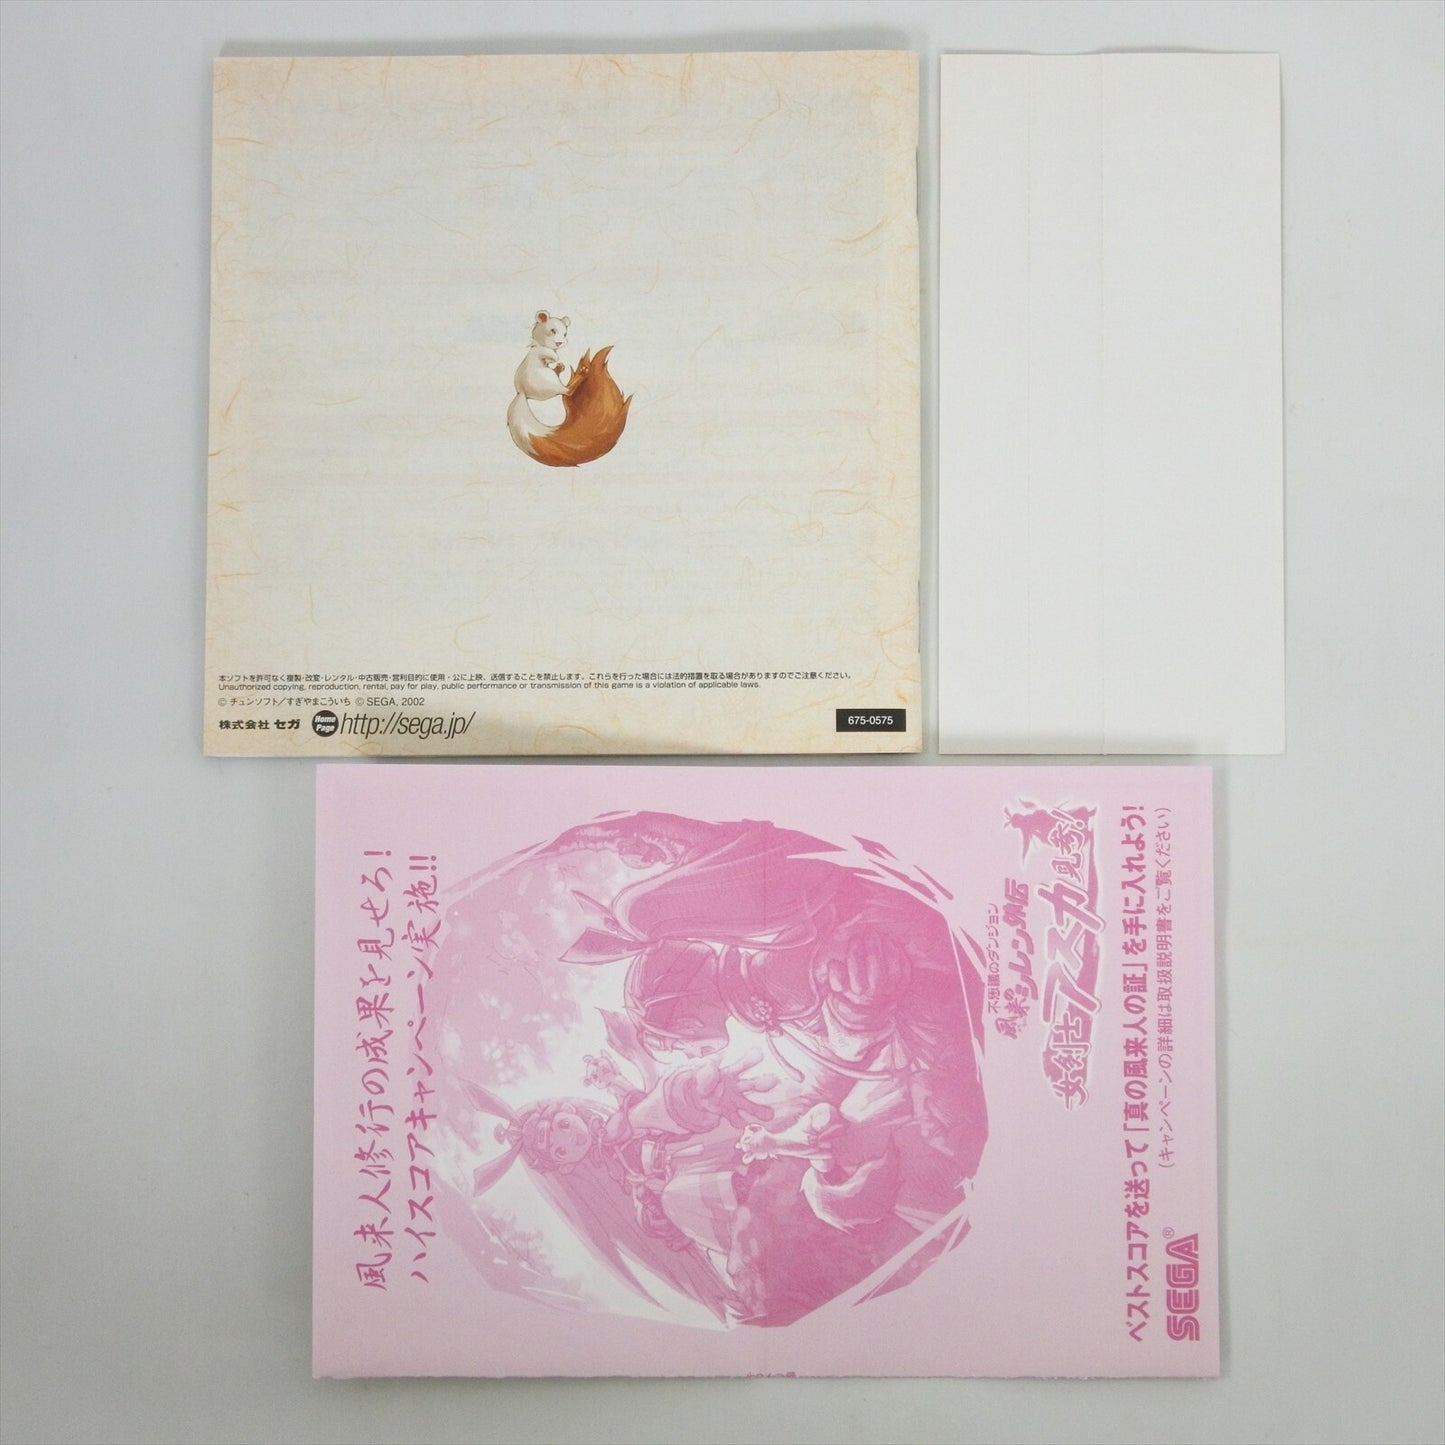 本ソフトを許可なく複製・改変・レンタル・中古販売・営利目的に使用・公に上映、送信することを禁止します。これらを行った場合には法的措置を取る場合がありますのでご注意ください。
Unauthorized copying, reproduction, rental, pay for play, public performance or transmission of this game is a violation of applicable laws.
© チュンソフト／すぎやまこういち © SEGA, 2002
株式会社 セガ Home Page http://sega.jp/
675-0575
風来人修行の成果を見せろ！
ハイスコアキャンペーン実施!!
不思議のダンジョン
風来のシレン外伝
女剣士アスカ見参！
ベストスコアを送って「真の風来人の証」を手に入れよう！
（キャンペーンの詳細は取扱説明書をご覧ください）
SEGA®